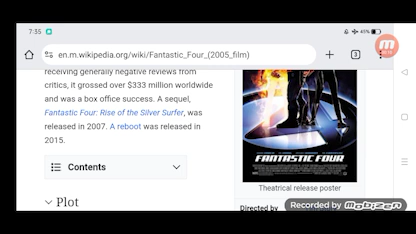 7:35
45%
en.m.wikipedia.org/wiki/Fantastic_Four_(2005_film)
3
receiving generally negative reviews from
critics, it grossed over $333 million worldwide
and was a box office success. A sequel,
Fantastic Four: Rise of the Silver Surfer, was
released in 2007. A reboot was released in
2015.
Contents
Plot
FANTASTIC FOUR
Theatrical release poster
Directed by
Recorded by
MOBIZEN